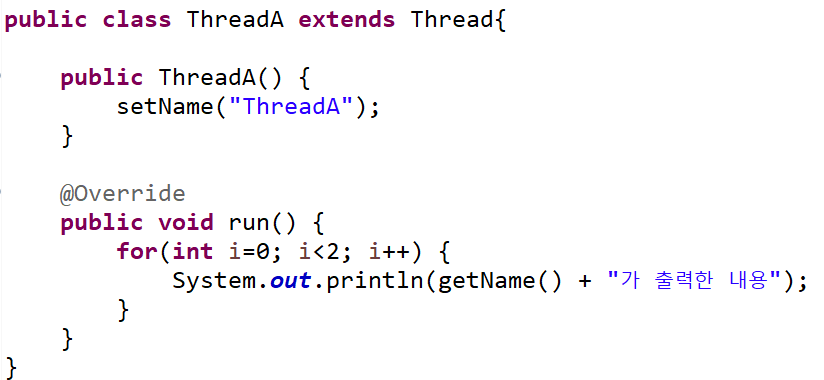 public class ThreadA extends Thread{
public ThreadA() {
setName("ThreadA");
}
@Override
public void run() {
for(int i=0; i<2; i++) {
System.out.println(getName() + "가 출력한 내용");
}
}
}